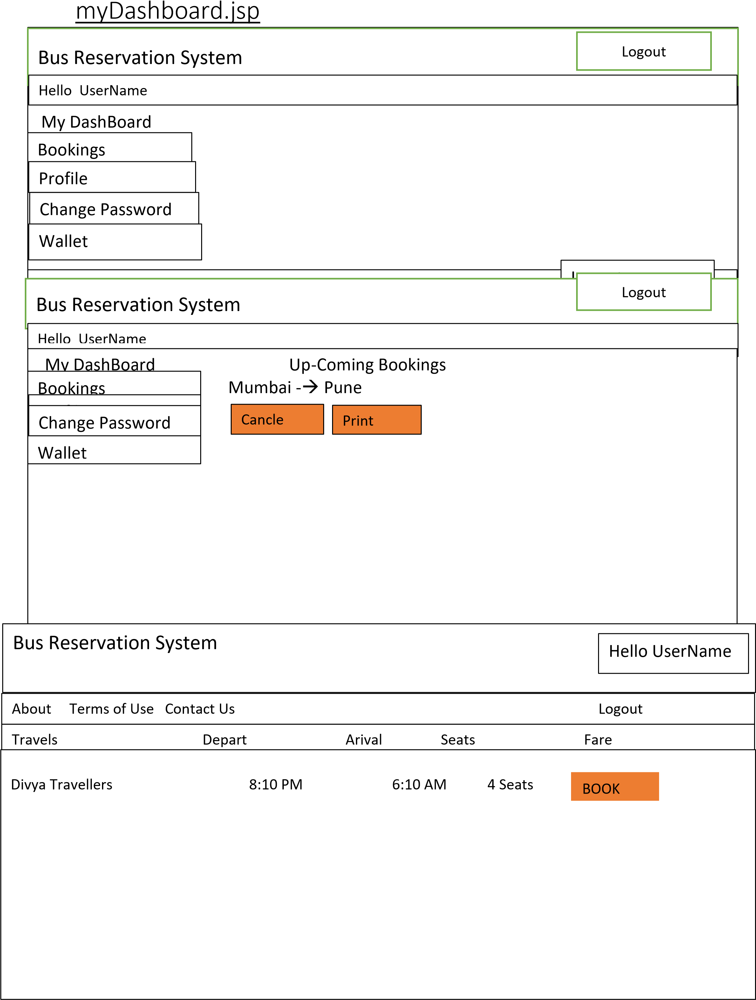 myDashboard.jsp
Bus Reservation System
Logout
Hello UserName
My DashBoard
Bookings
Profile
Change Password
Wallet
Logout
Bus Reservation System
Hello UserName
My DashBoard
Up-Coming Bookings
Bookings
Mumbai -→ Pune
Change Password
Cancle
Print
Wallet
Bus Reservation System
Hello UserName
About Terms of Use Contact Us Logout
Travels Depart Arival Seats Fare
Divya Travellers 8:10 PM 6:10 AM 4 Seats BOOK